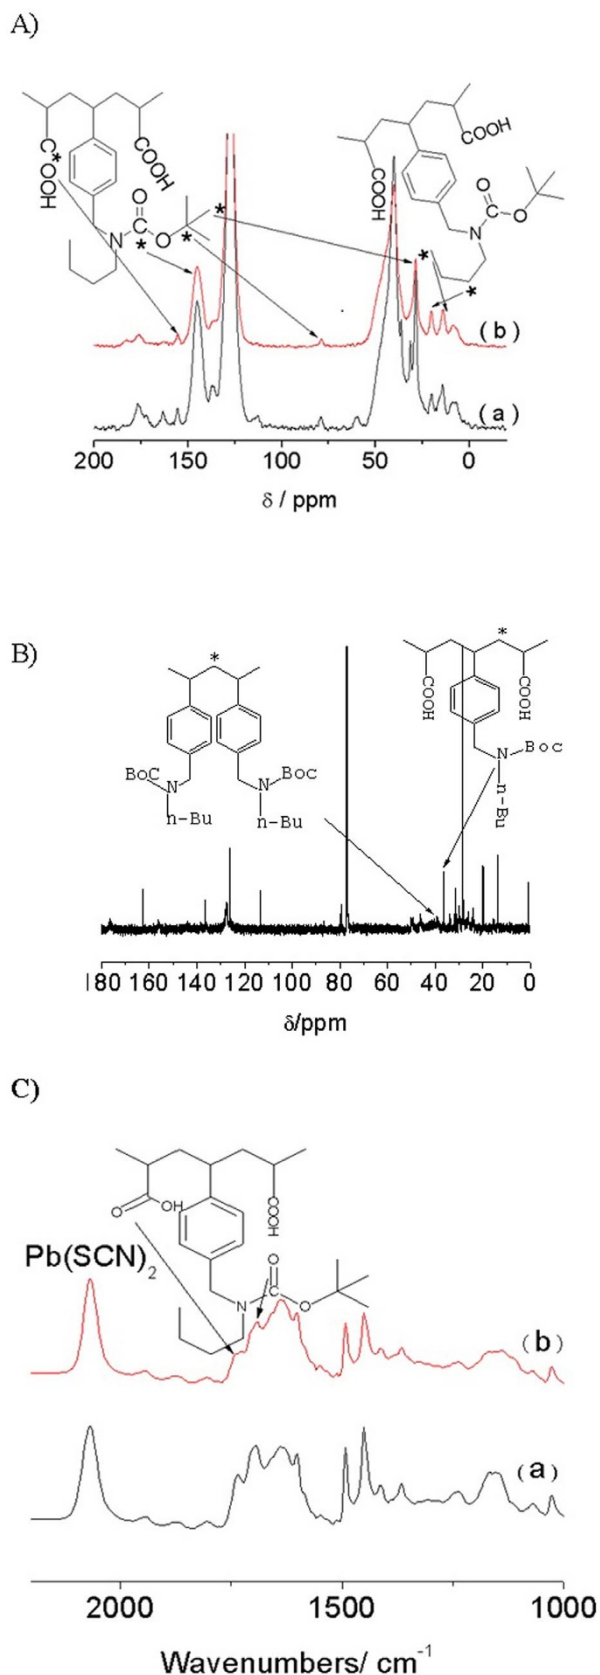 A)
C*OOH
COOH
N
O
O
*
*
*
COOH
COOH
O
N
O
*
*
(b)
(a)
200 150 100 50 0
δ / ppm
B)
*
*
COOH
COOH
Boc
N
N
Boc
n-Bu
n-Bu
N
Boc
n-Bu
180 160 140 120 100 80 60 40 20 0
δ/ppm
C)
O
OH
COOH
Pb(SCN)2
O
N
O
(b)
(a)
2000 1500 1000
Wavenumbers/ cm-1